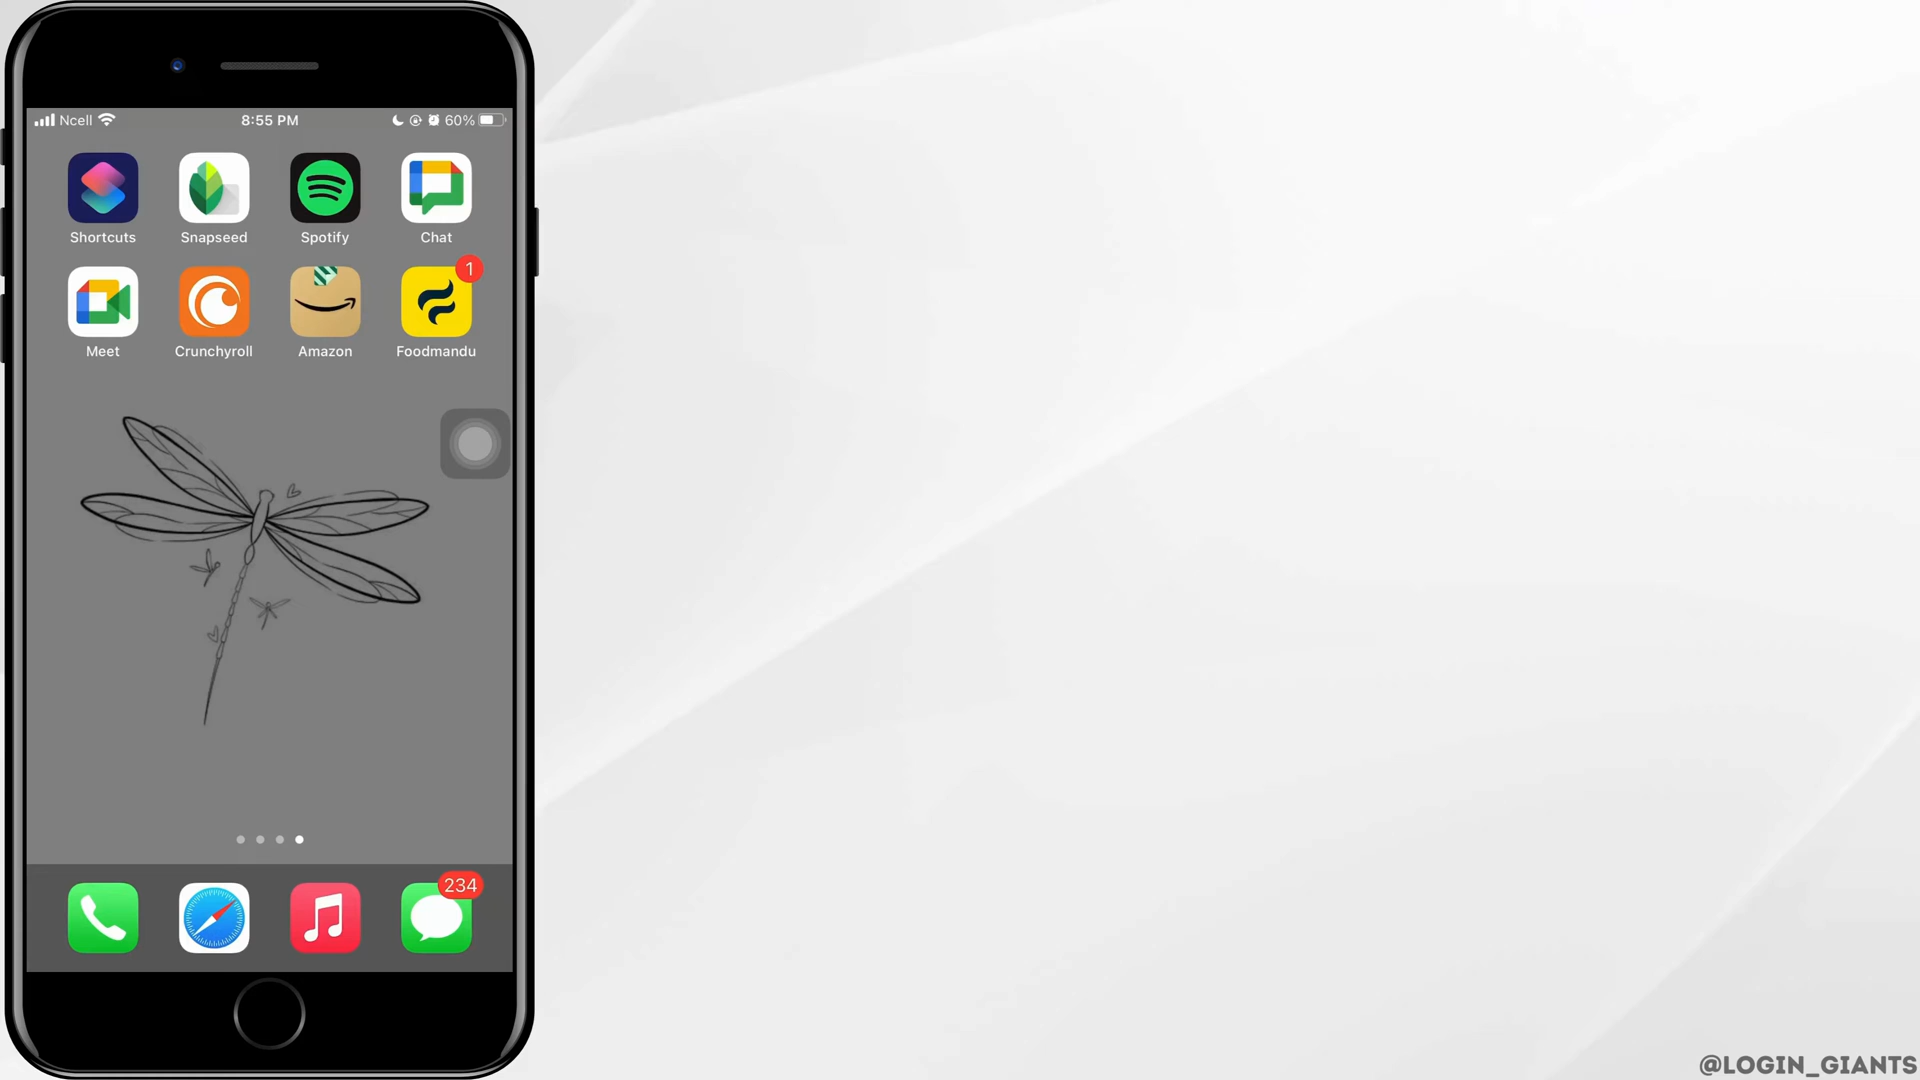 Ncell 8:55 PM 60%
Shortcuts Snapseed Spotify Chat
1
Meet Crunchyroll Amazon Foodmandu
234
@LOGIN_GIANTS